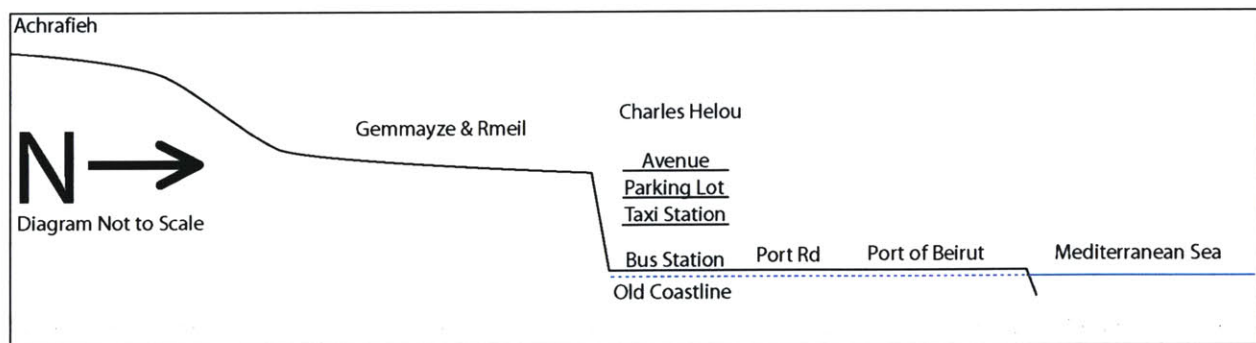 Achrafieh
N
Diagram Not to Scale
Gemmayze & Rmeil
Charles Helou
Avenue
Parking Lot
Taxi Station
Bus Station
Port Rd
Port of Beirut
Mediterranean Sea
Old Coastline